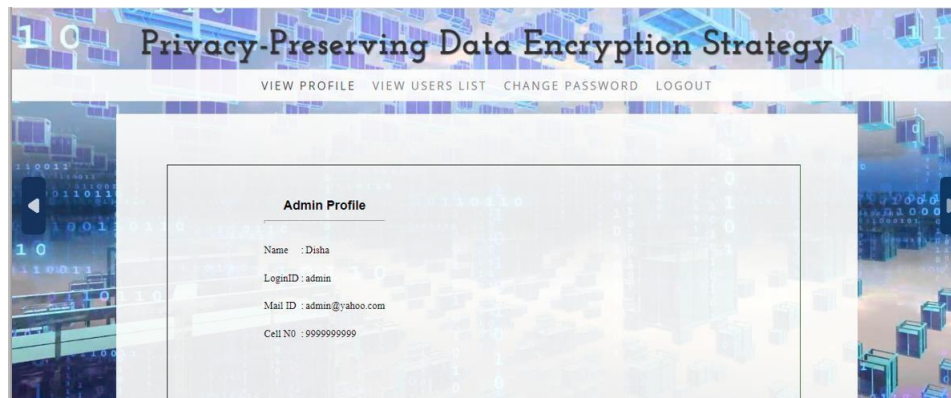 Privacy-Preserving Data Encryption Strategy
VIEW PROFILE VIEW USERS LIST CHANGE PASSWORD LOGOUT
Admin Profile
Name : Disha
LoginID : admin
Mail ID : admin@yahoo.com
Cell N0 : 9999999999